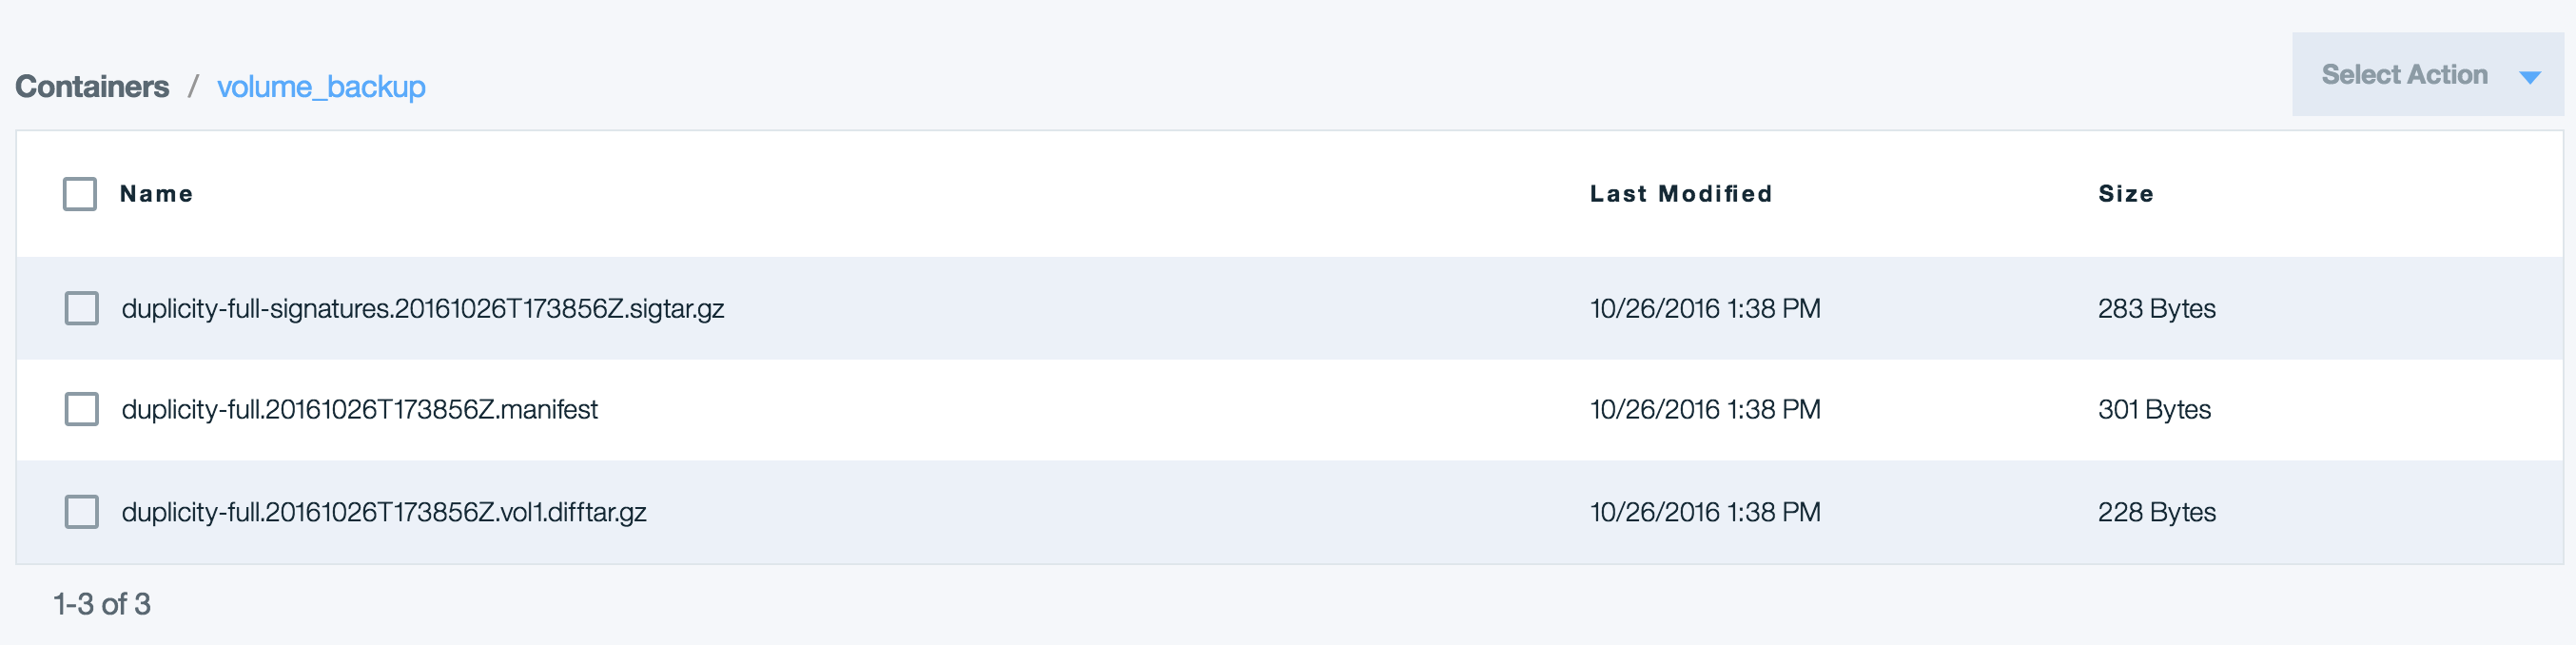 Containers / volume_backup
Select Action
Name Last Modified Size
duplicity-full-signatures.20161026T173856Z.sigtar.gz 10/26/2016 1:38 PM 283 Bytes
duplicity-full.20161026T173856Z.manifest 10/26/2016 1:38 PM 301 Bytes
duplicity-full.20161026T173856Z.vol1.difftar.gz 10/26/2016 1:38 PM 228 Bytes
1-3 of 3